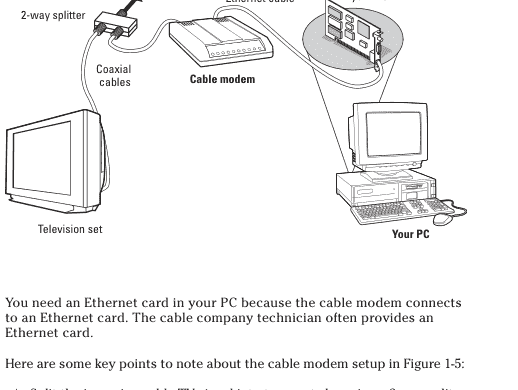 Ethernet cable
2-way splitter
Coaxial
cables
Cable modem
Television set
Your PC
You need an Ethernet card in your PC because the cable modem connects
to an Ethernet card. The cable company technician often provides an
Ethernet card.
Here are some key points to note about the cable modem setup in Figure 1-5: